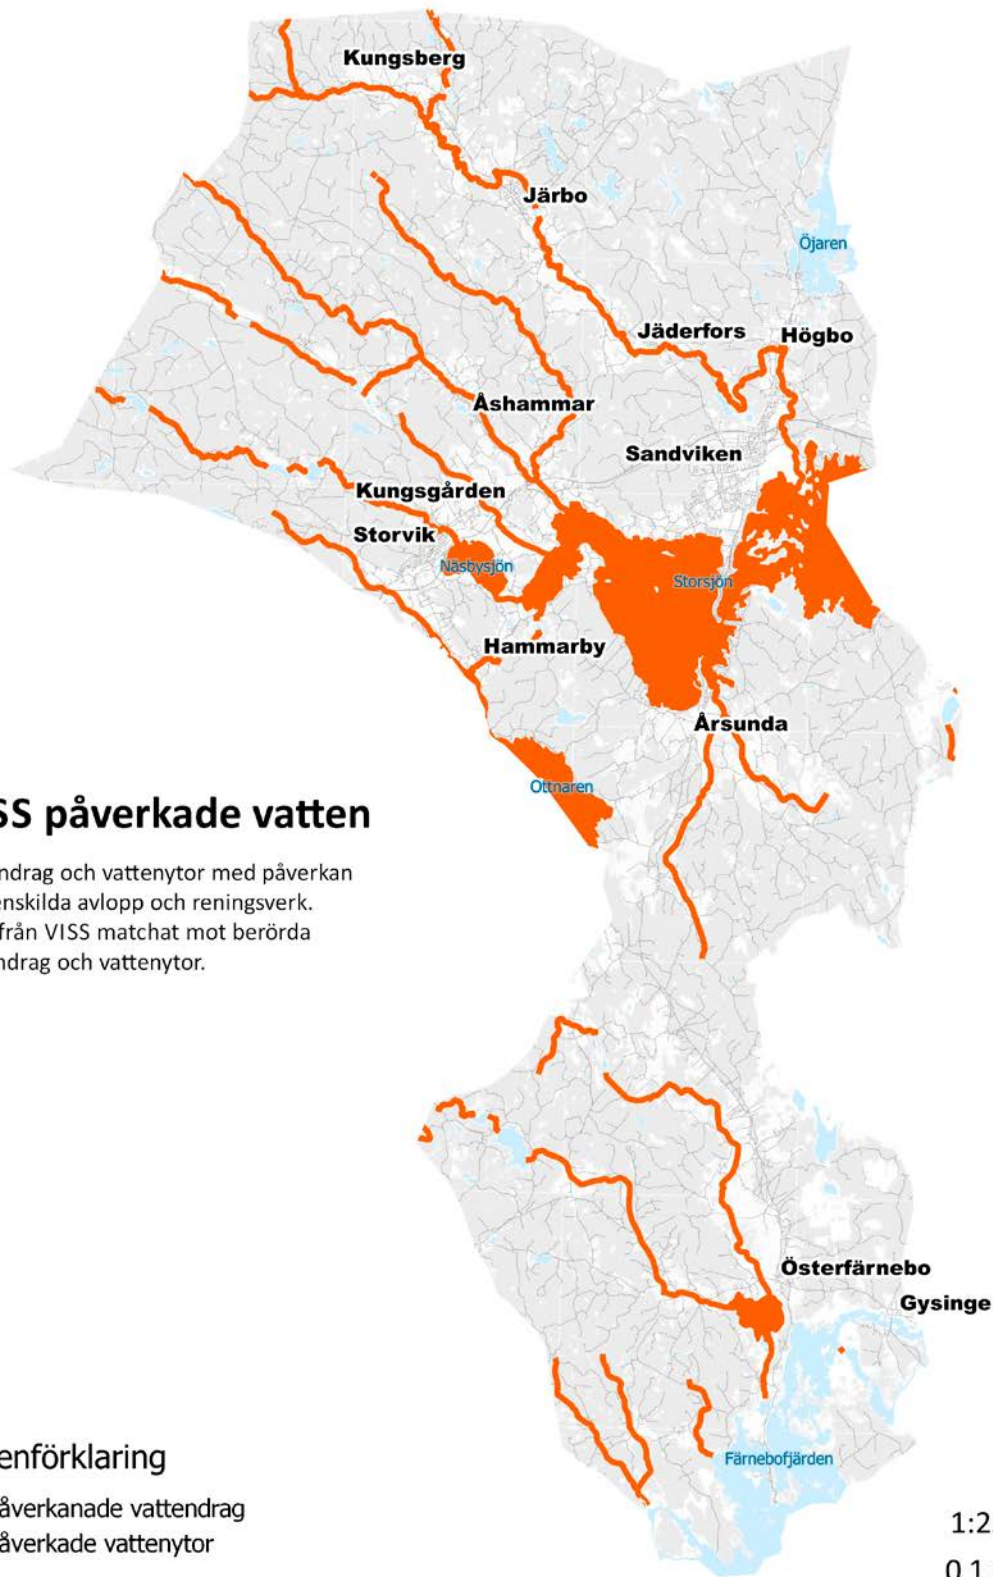 Kungsberg
Järbo
Öjaren
Jäderfors
Högbo
Åshammar
Sandviken
Kungsgården
Storvik
Näsbysjön
Storsjön
Hammarby
Årsunda
Ottnaren
SS påverkade vatten
ndrag och vattenytor med påverkan
enskilda avlopp och reningsverk.
från VISS matchat mot berörda
ndrag och vattenytor.
Österfärnebo
Gysinge
Färnebofjärden
enförklaring
åverkanade vattendrag
åverkade vattenytor
1:2
0 1